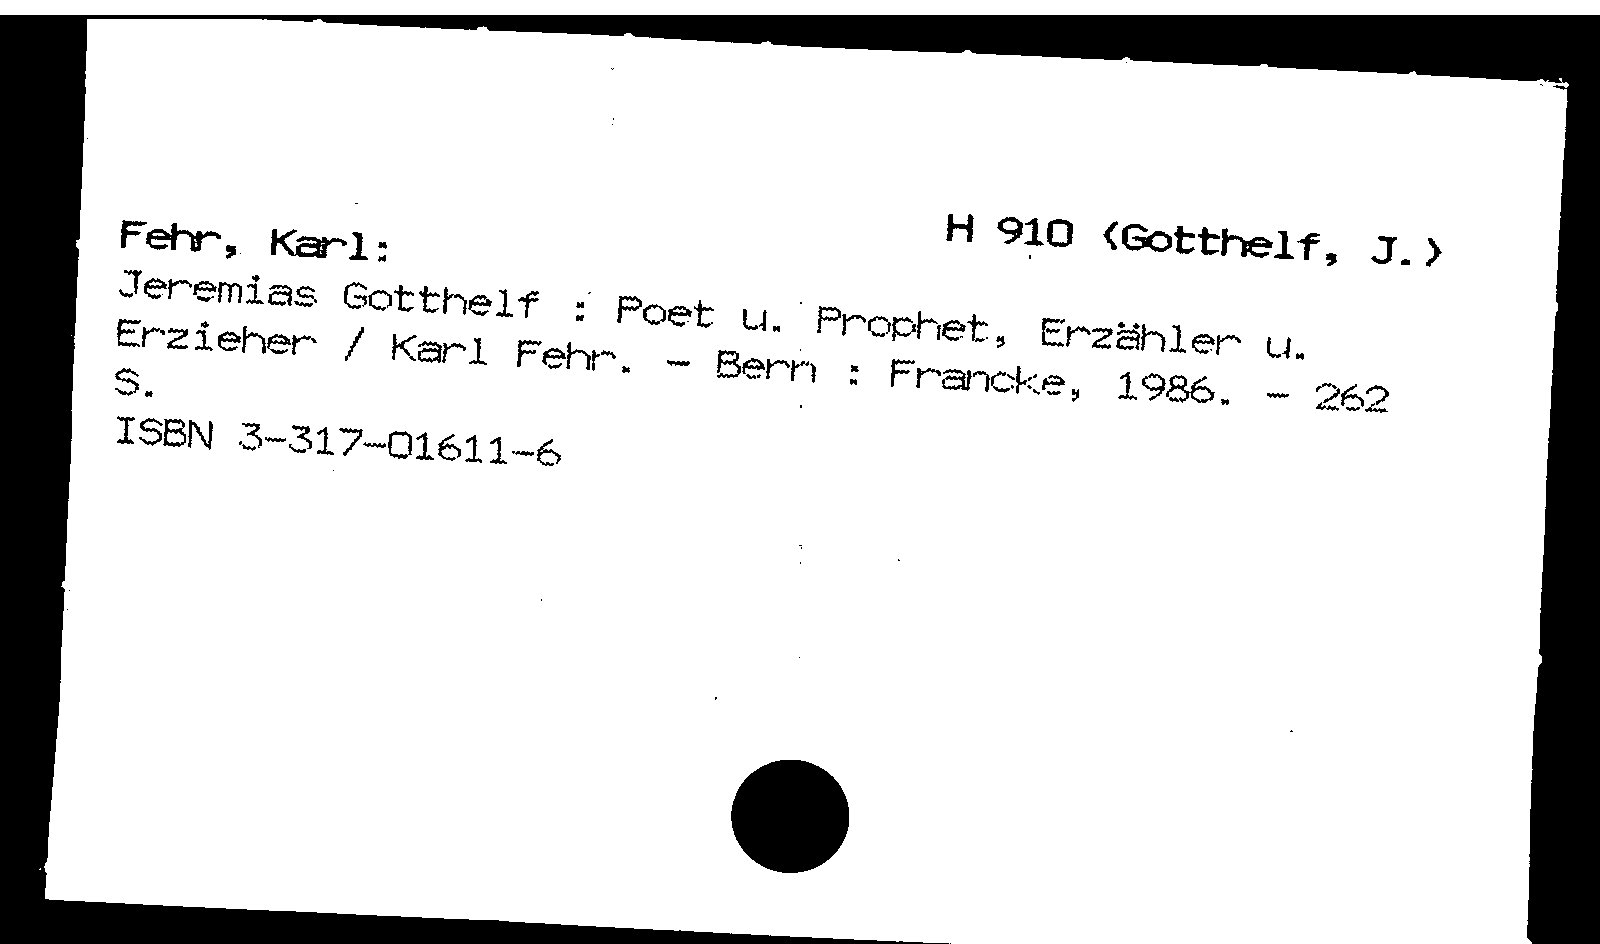 Fehr, Karl: H 910 (Gotthelf, J.)
Jeremias Gotthelf : Poet u. Prophet, Erzähler u.
Erzieher / Karl Fehr. - Bern : Francke, 1986. - 262
S.
ISBN 3-317-01611-6